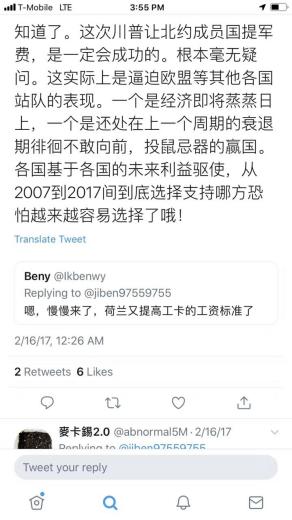 T-Mobile LTE
3:55 PM
知道了。这次川普让北约成员国提军
费，是一定会成功的。根本毫无疑
问。这实际上是逼迫欧盟等其他各国
站队的表现。一个是经济即将蒸蒸日
上，一个是还处在上一个周期的衰退
期徘徊不敢向前，投鼠忌器的赢国。
各国基于各国的未来利益驱使，从
2007到2017间到底选择支持哪方恐
怕越来越容易选择了哦！
Translate Tweet
Beny @lkbenwy
Replying to @jiben97559755
嗯，慢慢来了，荷兰又提高工卡的工资标准了
2/16/17, 12:26 AM
2 Retweets 6 Likes
麥卡錫2.0 @abnormal5M · 2/16/17
Replying to @jiben97559755
Tweet your reply